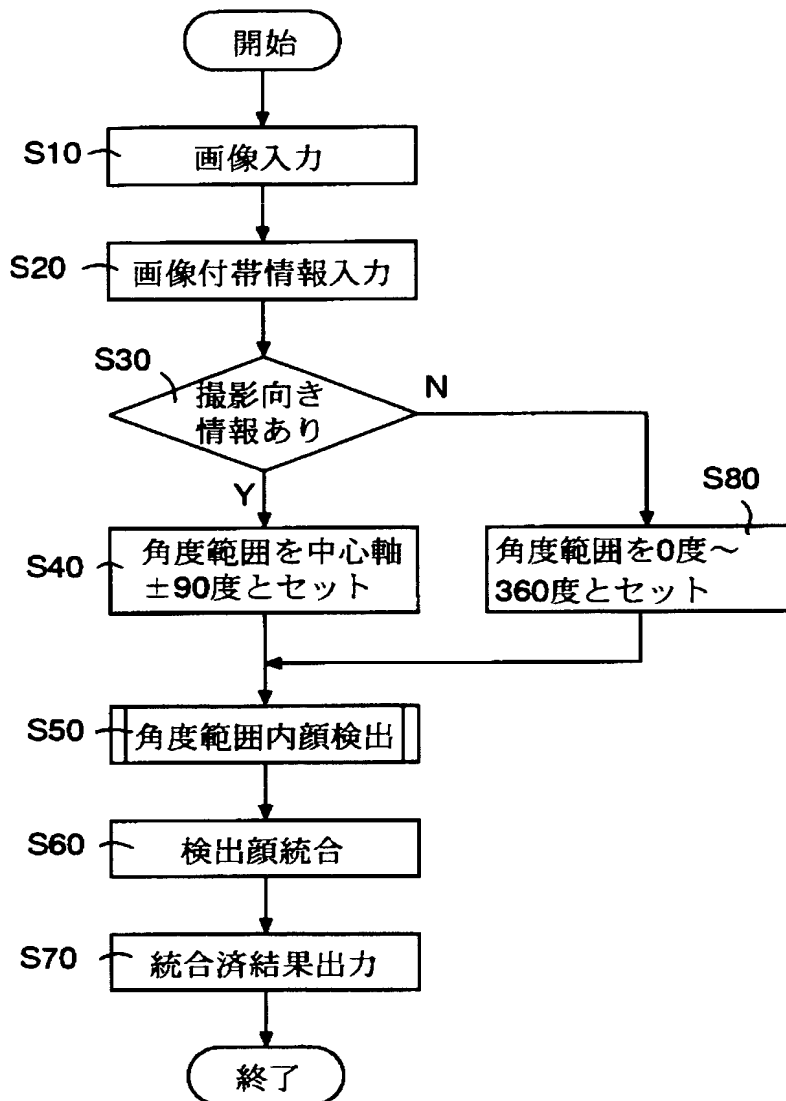 開始
S10
画像入力
S20
画像付帯情報入力
S30
撮影向き
情報あり
N
Y
S40
角度範囲を中心軸
±90度とセット
S80
角度範囲を0度～
360度とセット
S50
角度範囲内顔検出
S60
検出顔統合
S70
統合済結果出力
終了